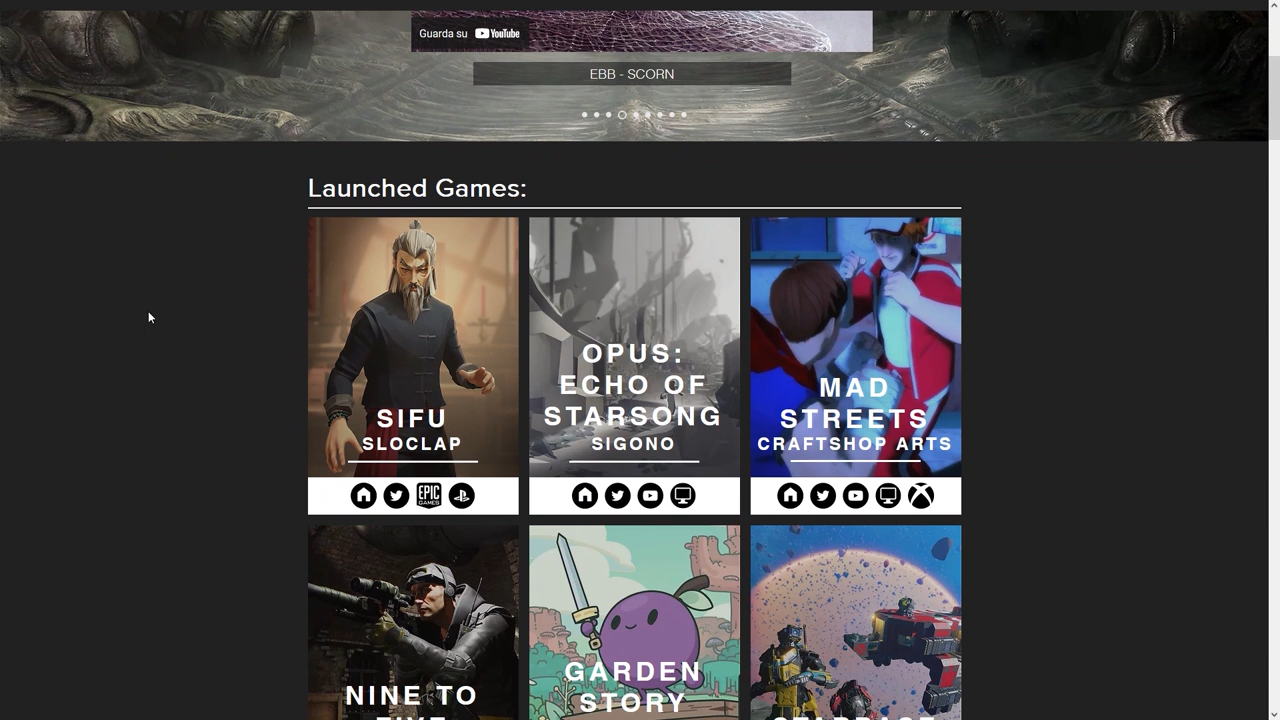 Guarda su YouTube
EBB - SCORN
Launched Games:
SIFU
SLOCLAP
EPIC
GAMES
OPUS:
ECHO OF
STARSONG
SIGONO
MAD
STREETS
CRAFTSHOP ARTS
NINE TO
GARDEN
STORY